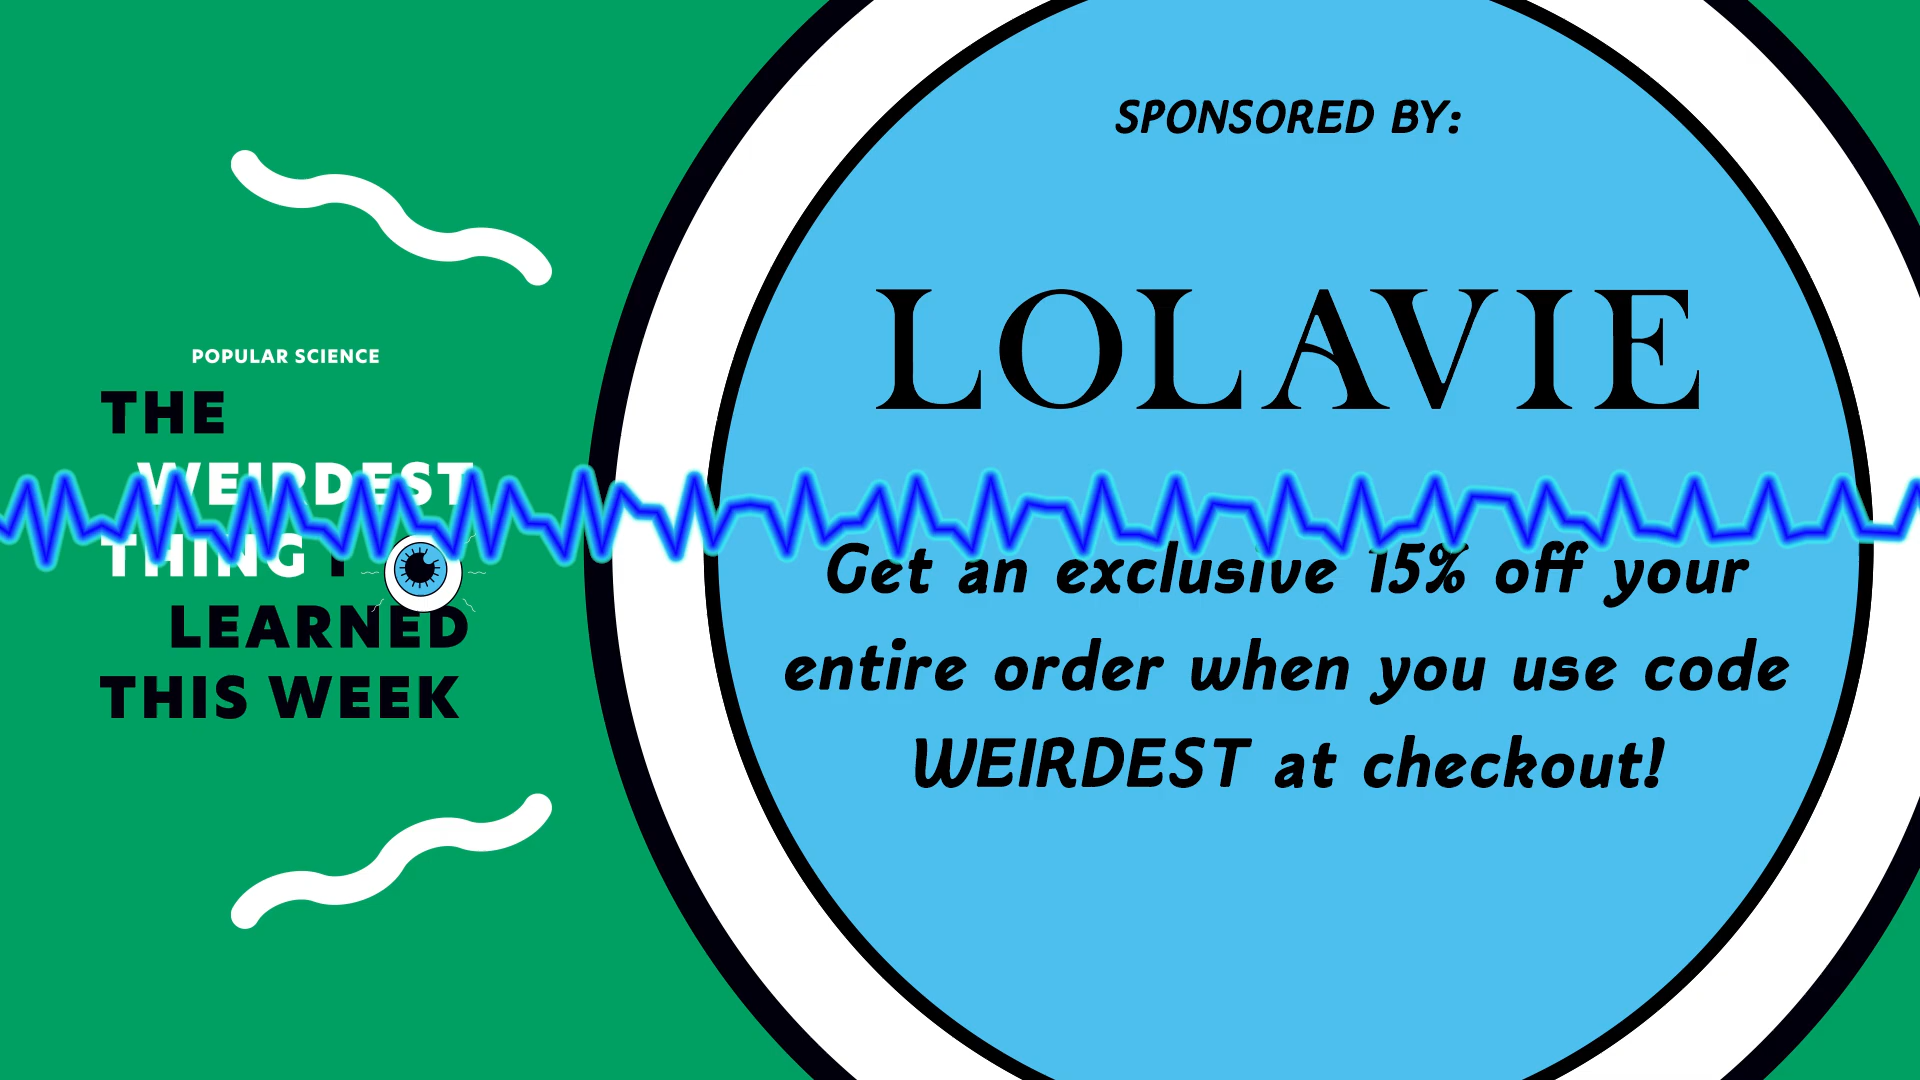 POPULAR SCIENCE
THE
WEIRDEST
THING I
LEARNED
THIS WEEK
SPONSORED BY:
LOLAVIE
Get an exclusive 15% off your
entire order when you use code
WEIRDEST at checkout!